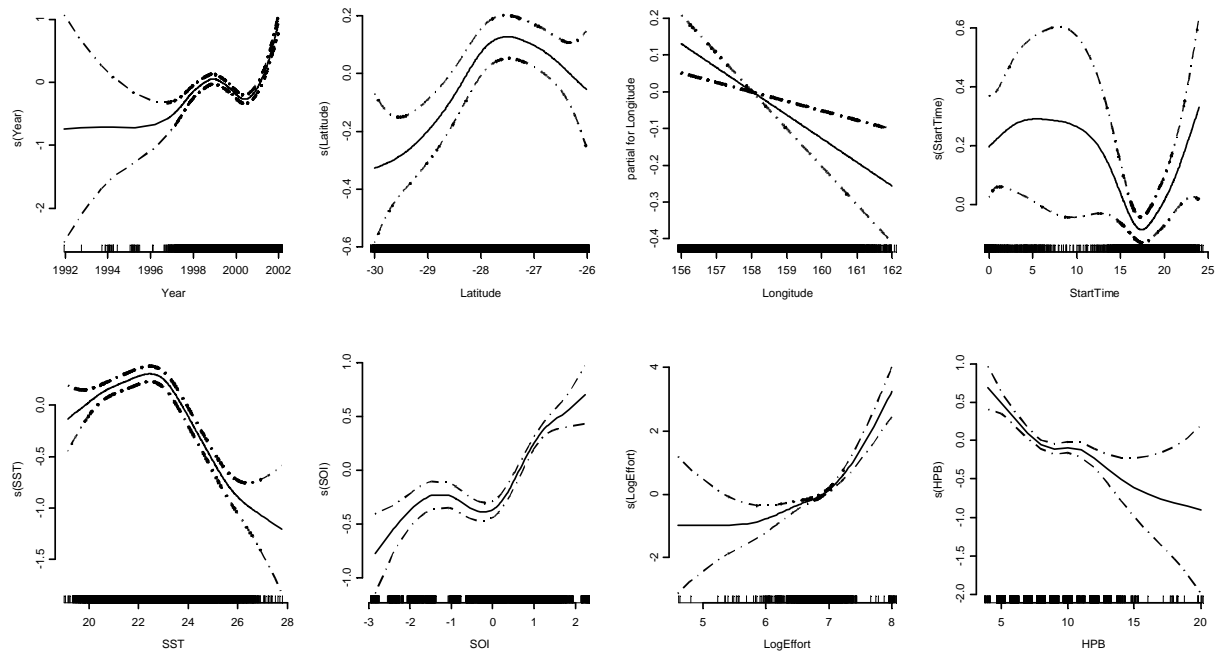 s(Year)
1
0
-1
-2
1992 1994 1996 1998 2000 2002
Year
s(Latitude)
0.2
0.0
-0.2
-0.4
-0.6
-30 -29 -28 -27 -26
Latitude
partial for Longitude
0.2
0.1
0.0
-0.1
-0.2
-0.3
-0.4
156 157 158 159 160 161 162
Longitude
s(StartTime)
0.6
0.4
0.2
0.0
0 5 10 15 20 25
StartTime
s(SST)
0.0
-0.5
-1.0
-1.5
20 22 24 26 28
SST
s(SOI)
1.0
0.5
0.0
-0.5
-1.0
-3 -2 -1 0 1 2
SOI
s(LogEffort)
4
2
0
-2
5 6 7 8
LogEffort
s(HPB)
1.0
0.5
0.0
-0.5
-1.0
-1.5
-2.0
5 10 15 20
HPB